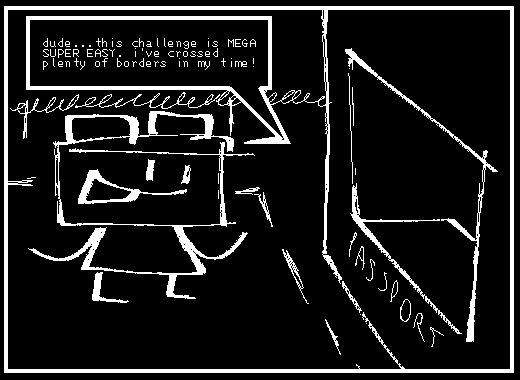 dude...this challenge is MEGA
SUPER EASY. i've crossed
plenty of borders in my time!
PASSPORT